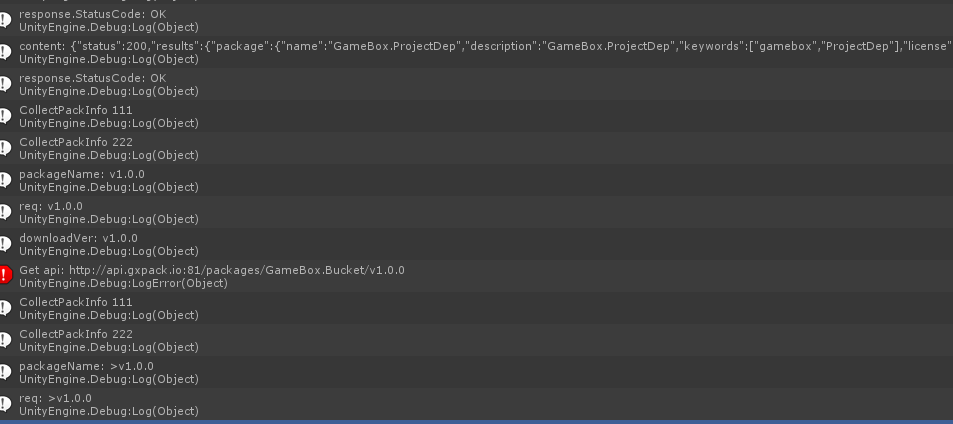 response.StatusCode: OK
UnityEngine.Debug:Log(Object)
content: {"status":200,"results":{"package":{"name":"GameBox.ProjectDep","description":"GameBox.ProjectDep","keywords":["gamebox","ProjectDep"],"license"
UnityEngine.Debug:Log(Object)
response.StatusCode: OK
UnityEngine.Debug:Log(Object)
CollectPackInfo 111
UnityEngine.Debug:Log(Object)
CollectPackInfo 222
UnityEngine.Debug:Log(Object)
packageName: v1.0.0
UnityEngine.Debug:Log(Object)
req: v1.0.0
UnityEngine.Debug:Log(Object)
downloadVer: v1.0.0
UnityEngine.Debug:Log(Object)
Get api: http://api.gxpack.io:81/packages/GameBox.Bucket/v1.0.0
UnityEngine.Debug:LogError(Object)
CollectPackInfo 111
UnityEngine.Debug:Log(Object)
CollectPackInfo 222
UnityEngine.Debug:Log(Object)
packageName: >v1.0.0
UnityEngine.Debug:Log(Object)
req: >v1.0.0
UnityEngine.Debug:Log(Object)